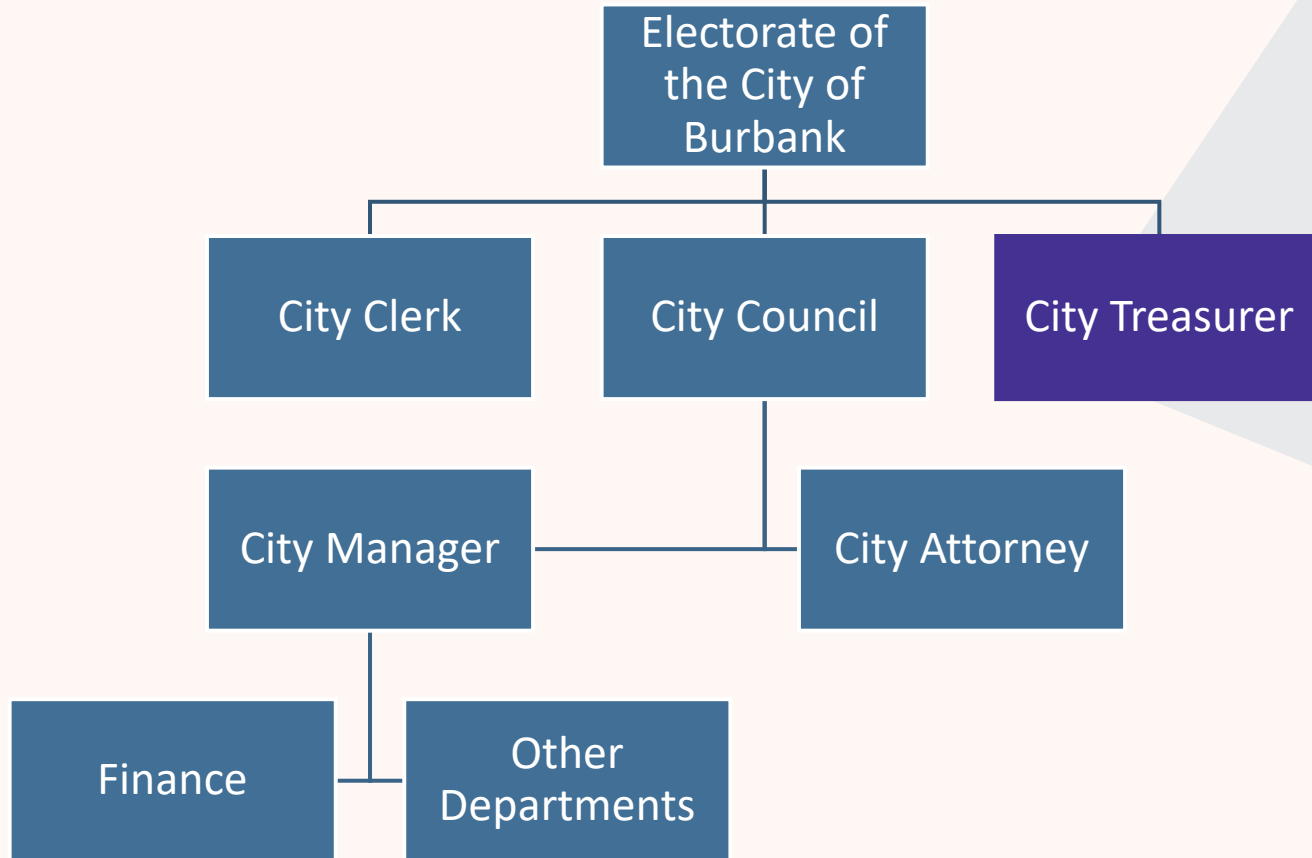 Electorate of
the City of
Burbank
City Clerk
City Council
City Treasurer
City Manager
City Attorney
Finance
Other
Departments